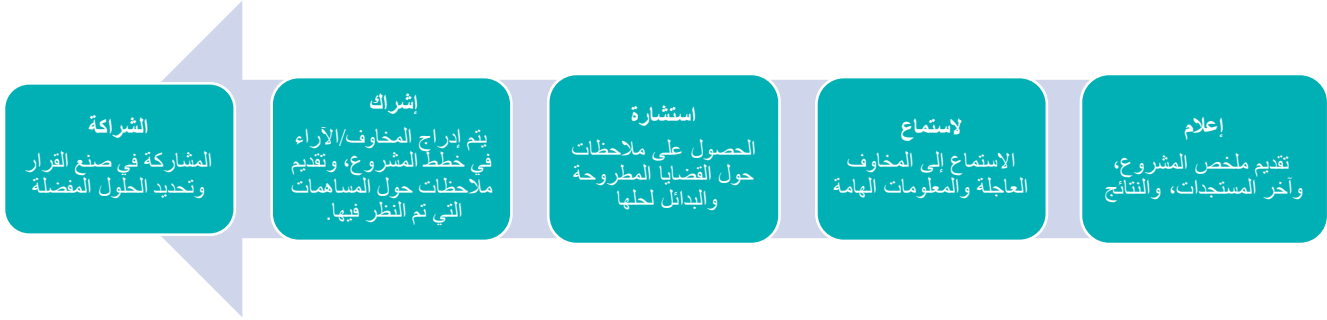 إعلام
تقديم ملخص المشروع،
وآخر المستجدات، والنتائج
لاستماع
الاستماع إلى المخاوف
العاجلة والمعلومات الهامة
استشارة
الحصول على ملاحظات
حول القضايا المطروحة
والبدائل لحلها
إشراك
يتم إدراج المخاوف/الآراء
في خطط المشروع، وتقديم
ملاحظات حول المساهمات
التي تم النظر فيها.
الشراكة
المشاركة في صنع القرار
وتحديد الحلول المفضلة